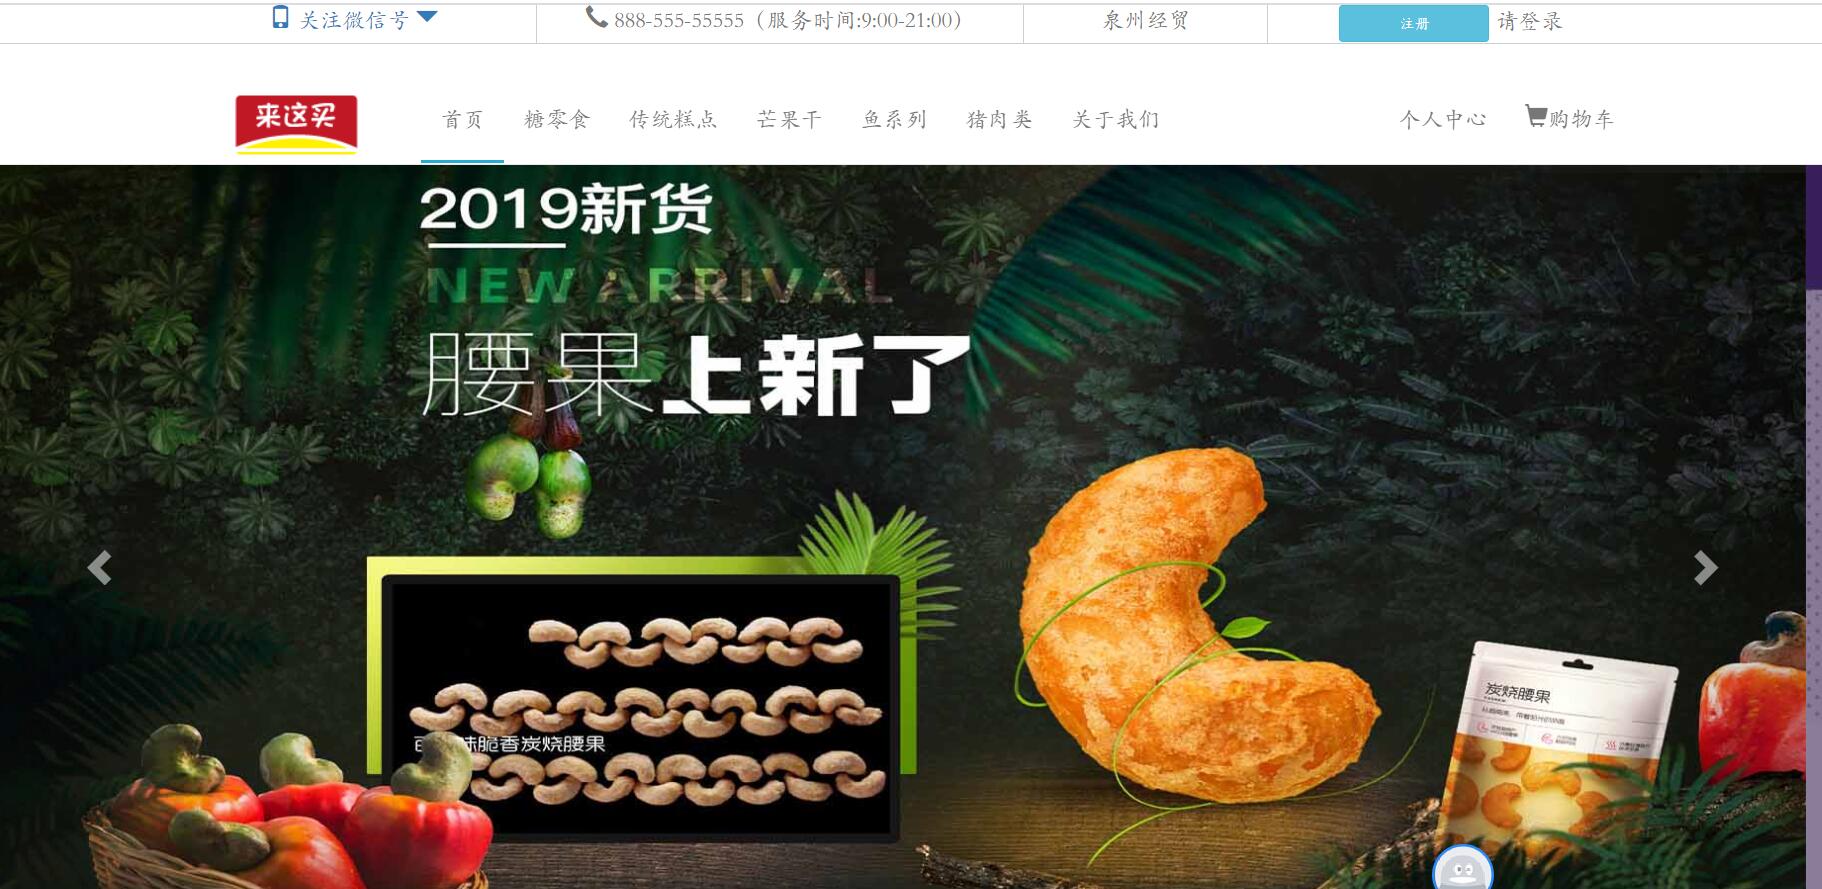 关注微信号
888-555-55555（服务时间:9:00-21:00）
泉州经贸
注册
请登录
来这买
首页
糖零食
传统糕点
芒果干
鱼系列
猪肉类
关于我们
个人中心
购物车
2019新货
NEW ARRIVAL
腰果上新了
脆香炭烧腰果
炭烧腰果